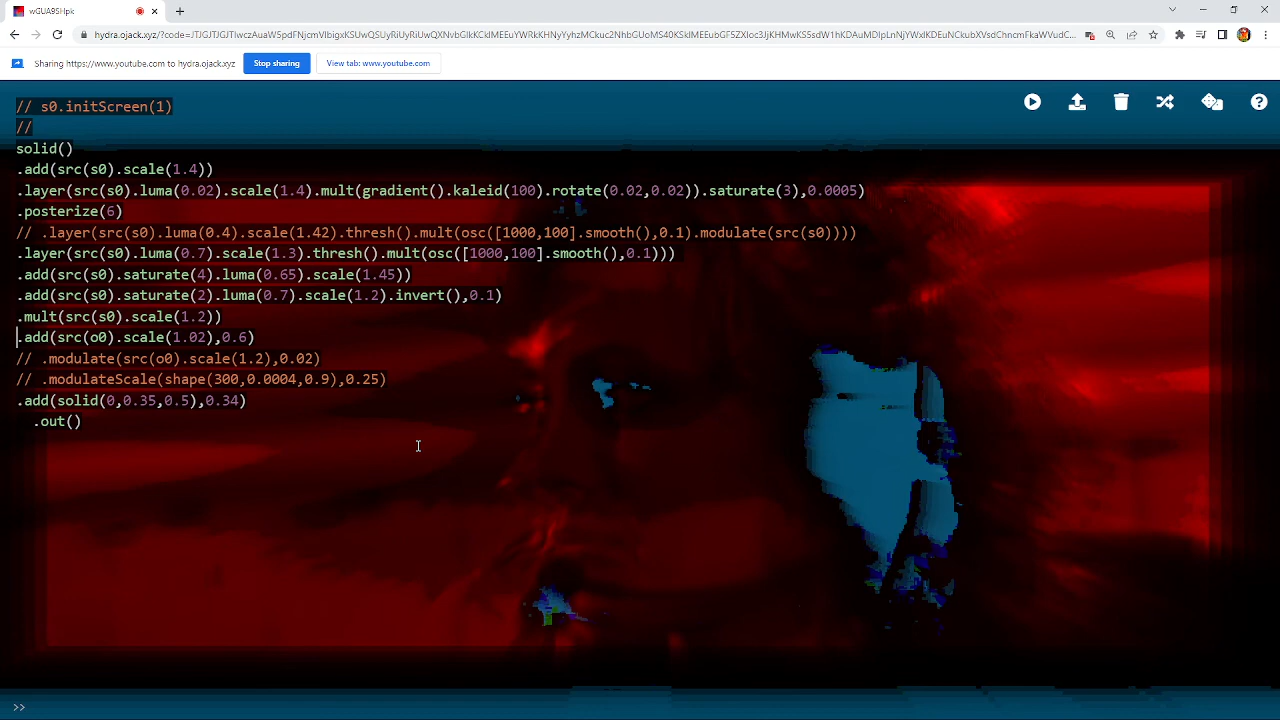 wGUA9SHpk
Sharing https://www.youtube.com to hydra.ojack.xyz
Stop sharing
View tab: www.youtube.com
// s0.initScreen(1)
//
solid()
.add(src(s0).scale(1.4))
.layer(src(s0).luma(0.02).scale(1.4).mult(gradient().kaleid(100).rotate(0.02,0.02)).saturate(3),0.0005)
.posterize(6)
// .layer(src(s0).luma(0.4).scale(1.42).thresh().mult(osc([1000,100].smooth(),0.1).modulate(src(s0))))
.layer(src(s0).luma(0.7).scale(1.3).thresh().mult(osc([1000,100].smooth(),0.1)))
.add(src(s0).saturate(4).luma(0.65).scale(1.45))
.add(src(s0).saturate(2).luma(0.7).scale(1.2).invert(),0.1)
.mult(src(s0).scale(1.2))
.add(src(o0).scale(1.02),0.6)
// .modulate(src(o0).scale(1.2),0.02)
// .modulateScale(shape(300,0.0004,0.9),0.25)
.add(solid(0,0.35,0.5),0.34)
.out()
>>